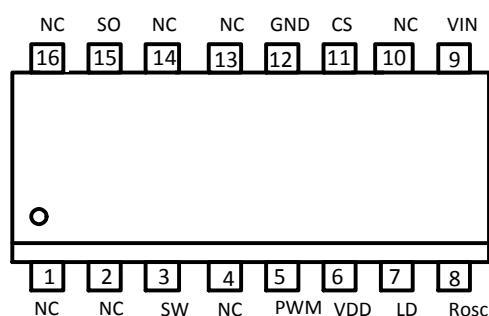 NC SO NC NC GND CS NC VIN
16 15 14 13 12 11 10 9
1 2 3 4 5 6 7 8
NC NC SW NC PWM VDD LD Rosc